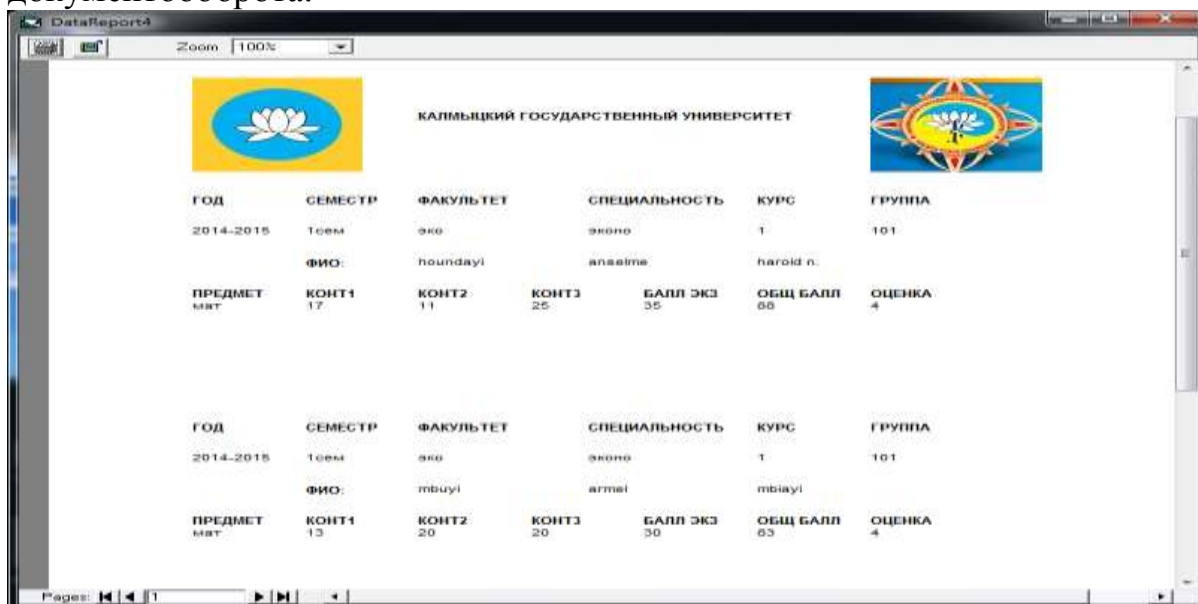 документооборота.
DataReport4
Zoom 100%
КАЛМЫЦКИЙ ГОСУДАРСТВЕННЫЙ УНИВЕРСИТЕТ
ГОД СЕМЕСТР ФАКУЛЬТЕТ СПЕЦИАЛЬНОСТЬ КУРС ГРУППА
2014-2015 1сем эко эконо 1 101
ФИО: houndayi anselme harold n.
ПРЕДМЕТ КОНТ1 КОНТ2 КОНТ3 БАЛЛ ЭКЗ ОБЩ БАЛЛ ОЦЕНКА
мат 17 11 25 35 88 4
ГОД СЕМЕСТР ФАКУЛЬТЕТ СПЕЦИАЛЬНОСТЬ КУРС ГРУППА
2014-2015 1сем эко эконо 1 101
ФИО: mbuyi armel mbiayi
ПРЕДМЕТ КОНТ1 КОНТ2 КОНТ3 БАЛЛ ЭКЗ ОБЩ БАЛЛ ОЦЕНКА
мат 13 20 20 30 83 4
Pages: 1